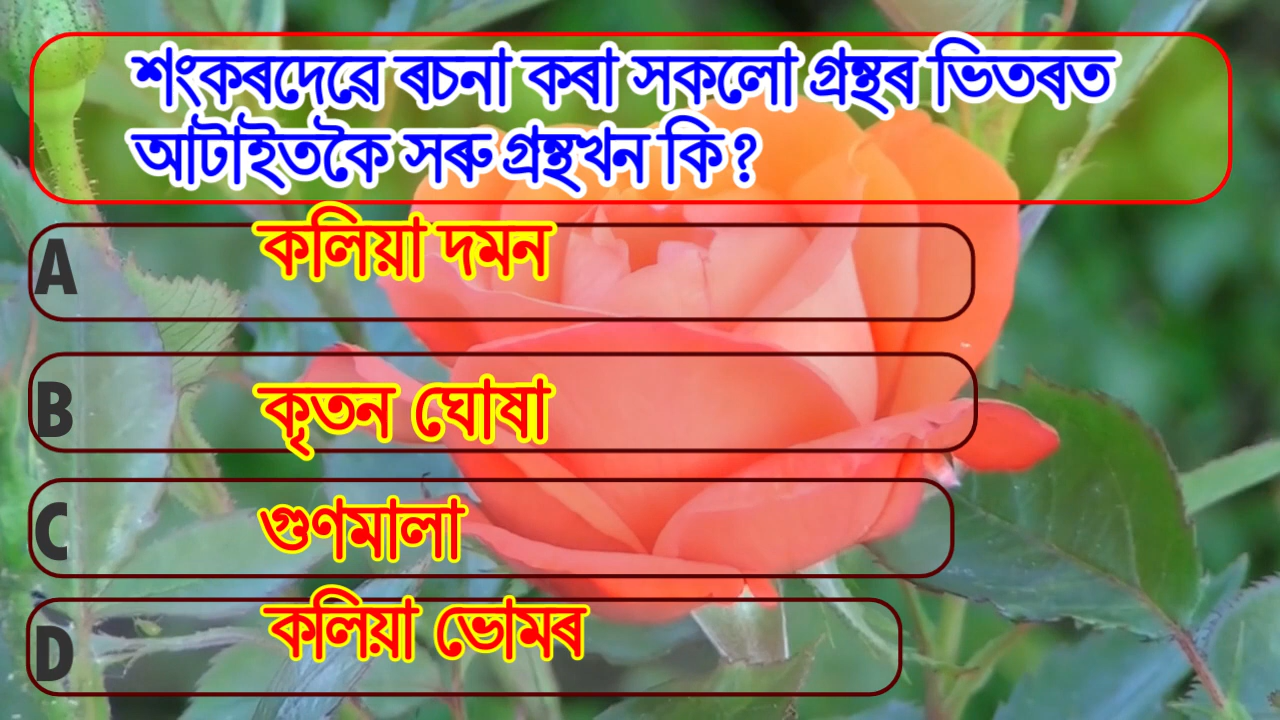 শংকৰদেৱে ৰচনা কৰা সকলো গ্ৰন্থৰ ভিতৰত
আটাইতকৈ সৰু গ্ৰন্থখন কি?
A কলিয়া দমন
B কৃতন ঘোষা
C গুণমালা
D কলিয়া ভোমৰ